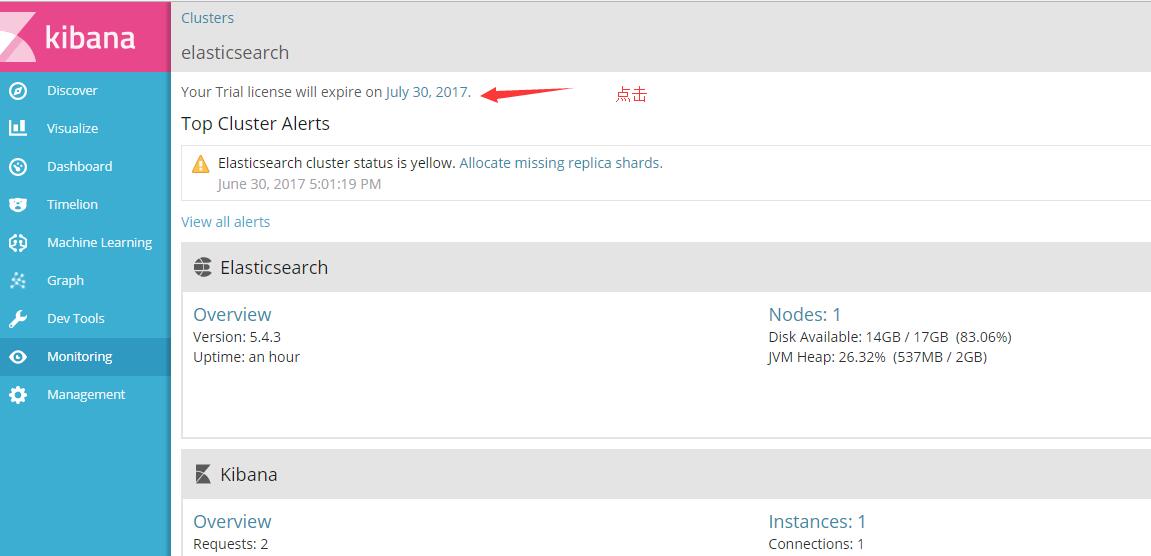 kibana
Discover
Visualize
Dashboard
Timelion
Machine Learning
Graph
Dev Tools
Monitoring
Management
Clusters
elasticsearch
Your Trial license will expire on July 30, 2017.
点击
Top Cluster Alerts
Elasticsearch cluster status is yellow. Allocate missing replica shards.
June 30, 2017 5:01:19 PM
View all alerts
Elasticsearch
Overview
Version: 5.4.3
Uptime: an hour
Nodes: 1
Disk Available: 14GB / 17GB (83.06%)
JVM Heap: 26.32% (537MB / 2GB)
Kibana
Overview
Requests: 2
Instances: 1
Connections: 1